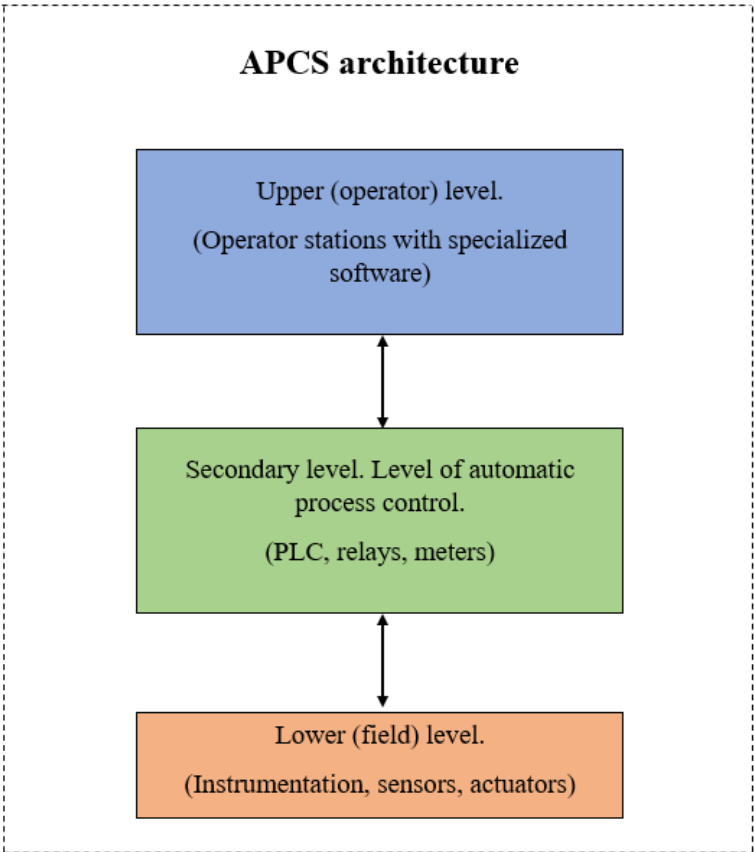 APCS architecture
Upper (operator) level.
(Operator stations with specialized
software)
Secondary level. Level of automatic
process control.
(PLC, relays, meters)
Lower (field) level.
(Instrumentation, sensors, actuators)